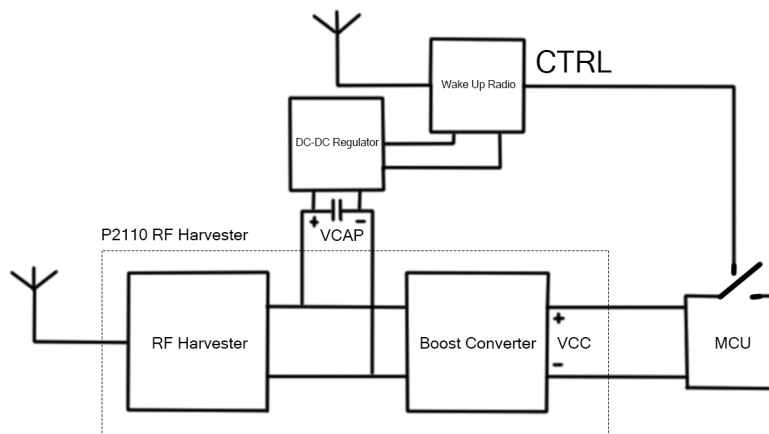 CTRL
Wake Up Radio
DC-DC Regulator
+ -
VCAP
P2110 RF Harvester
RF Harvester
Boost Converter
+
VCC
-
MCU